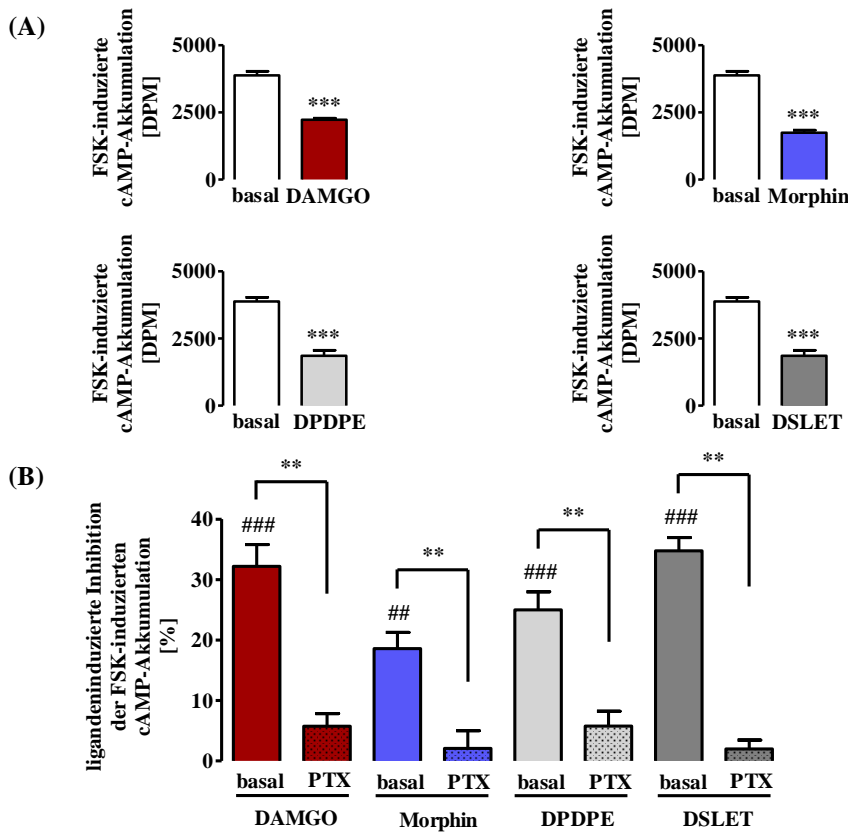 (A)
FSK-induzierte
cAMP-Akkumulation
[DPM]
5000
2500
0
***
basal
DAMGO
FSK-induzierte
cAMP-Akkumulation
[DPM]
5000
2500
0
***
basal
Morphin
FSK-induzierte
cAMP-Akkumulation
[DPM]
5000
2500
0
***
basal
DPDPE
FSK-induzierte
cAMP-Akkumulation
[DPM]
5000
2500
0
***
basal
DSLET
(B)
ligandeninduzierte Inhibition
der FSK-induzierten
cAMP-Akkumulation
[%]
40
30
20
10
0
**
###
**
##
**
###
**
###
basal PTX basal PTX basal PTX basal PTX
DAMGO Morphin DPDPE DSLET